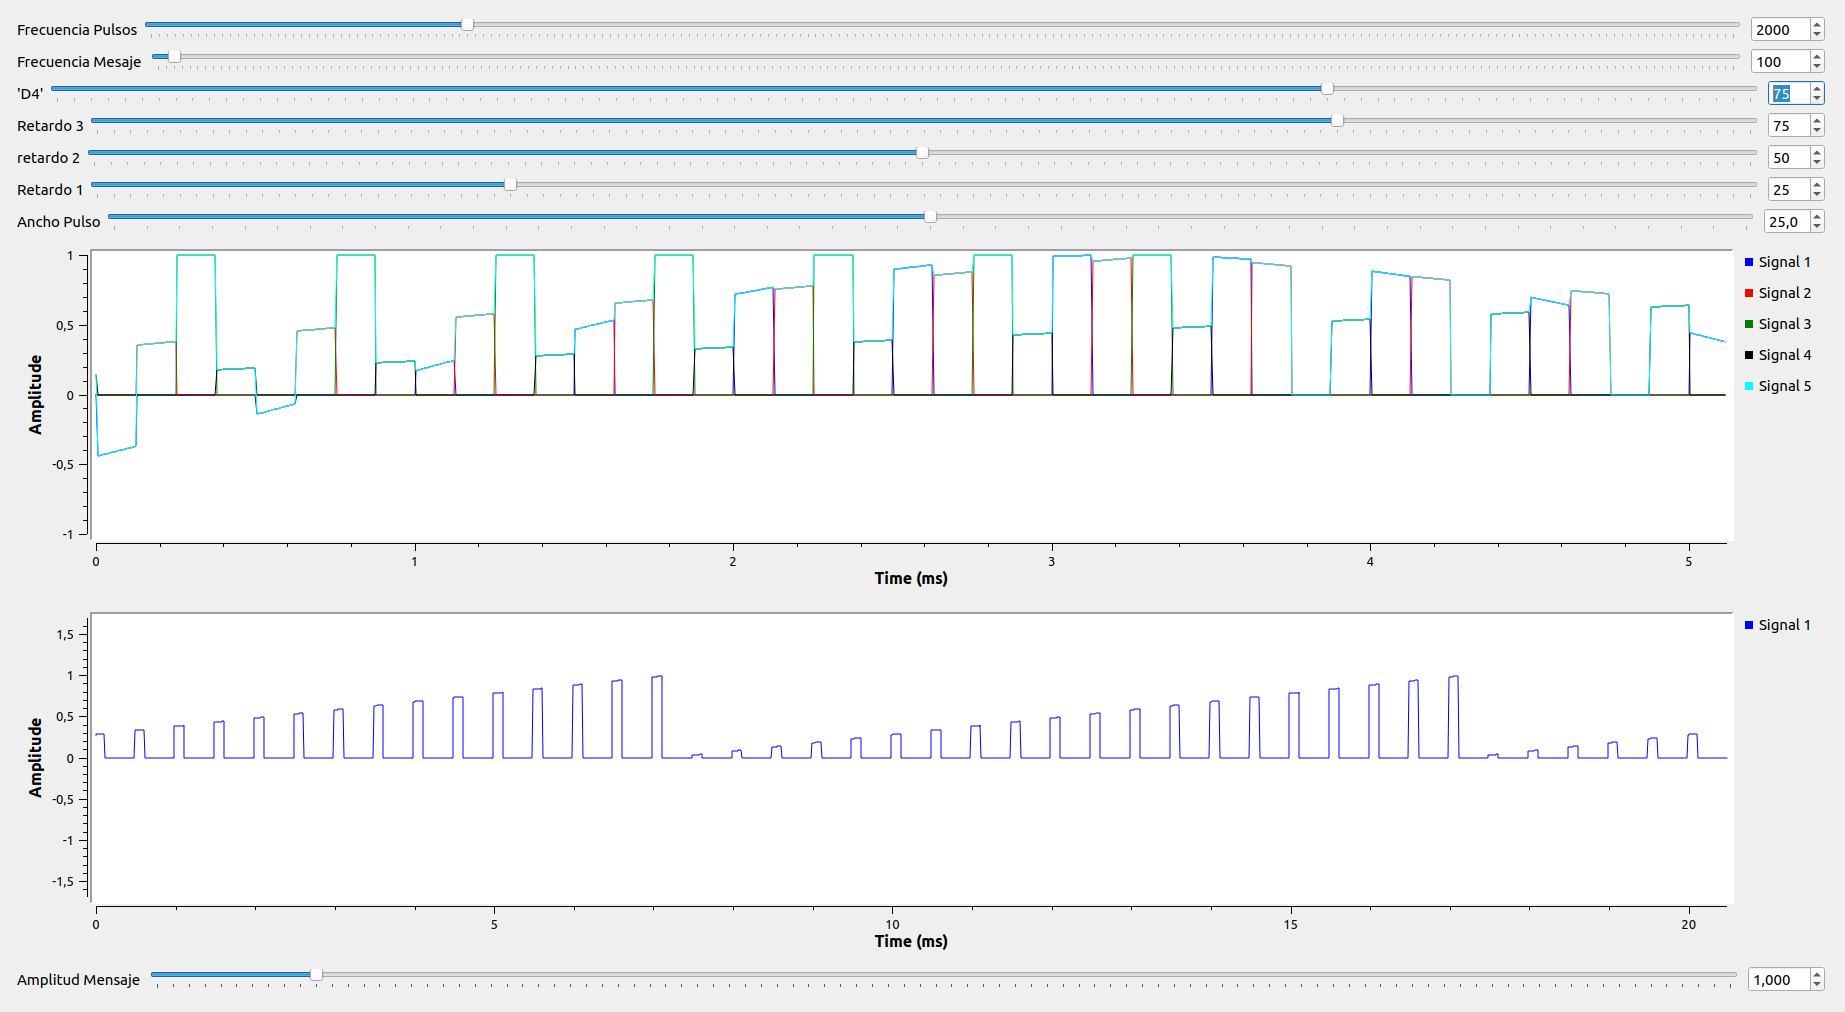 Frecuencia Pulsos 2000
Frecuencia Mesaje 100
'D4' 75
Retardo 3 75
retardo 2 50
Retardo 1 25
Ancho Pulso 25,0
Amplitude
1
0,5
0
-0,5
-1
0 1 2 3 4 5
Time (ms)
Signal 1
Signal 2
Signal 3
Signal 4
Signal 5
Amplitude
1,5
1
0,5
0
-0,5
-1
-1,5
0 5 10 15 20
Time (ms)
Signal 1
Amplitud Mensaje 1,000